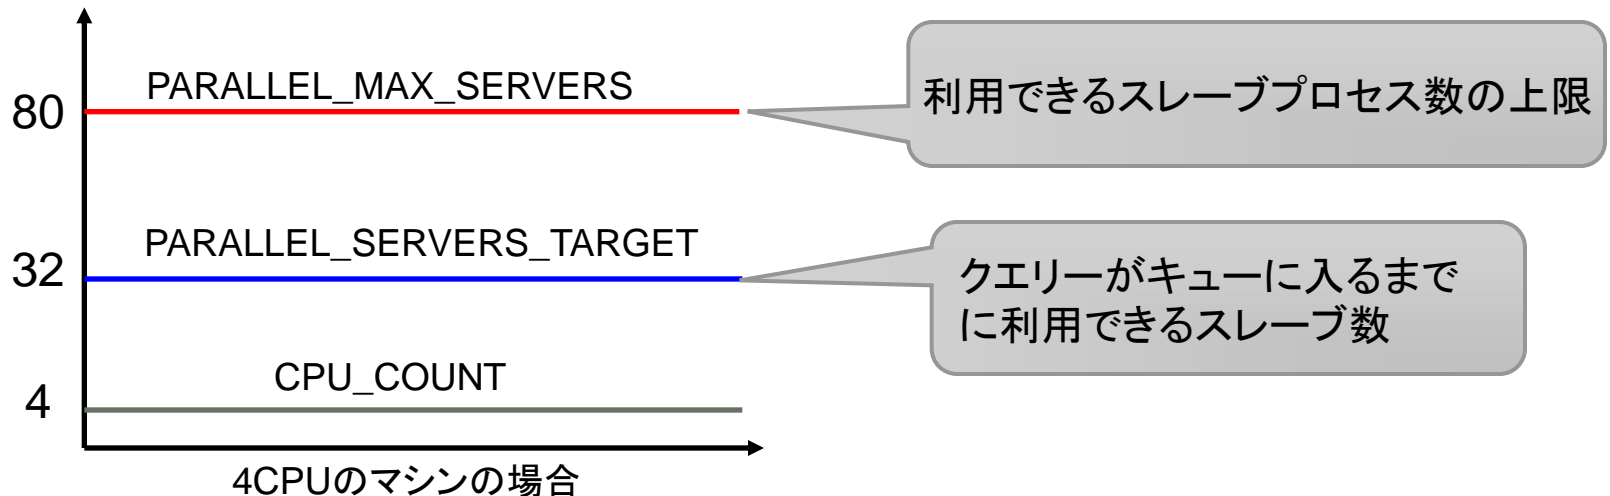 PARALLEL_MAX_SERVERS
80
利用できるスレーブプロセス数の上限
PARALLEL_SERVERS_TARGET
32
クエリーがキューに入るまで
に利用できるスレーブ数
CPU_COUNT
4
4CPUのマシンの場合